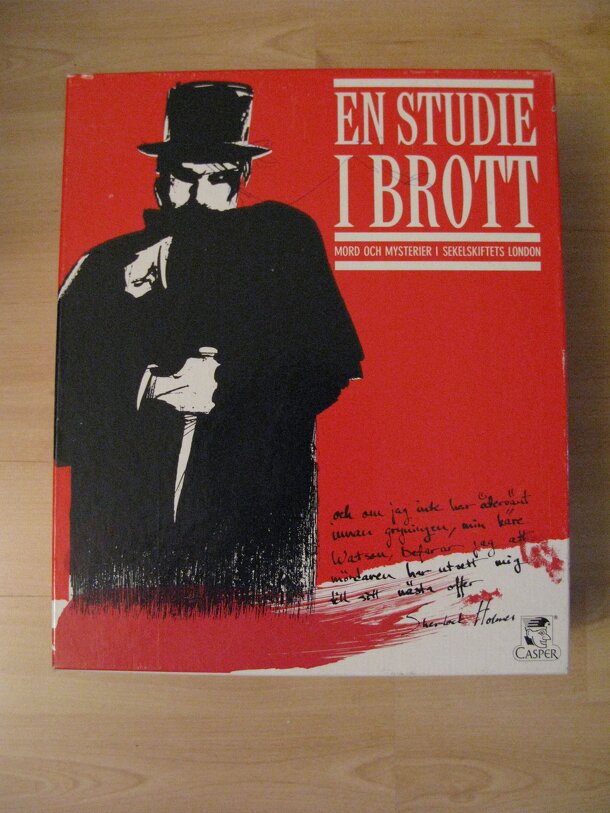 EN STUDIE
I BROTT
MORD OCH MYSTERIER I SEKELSKIFTETS LONDON
och om jag inte har återvänt
innan gryningen, min käre
Watson, befarar jag att
mördaren har utsett mig
till sitt nästa offer
Sherlock Holmes
CASPER